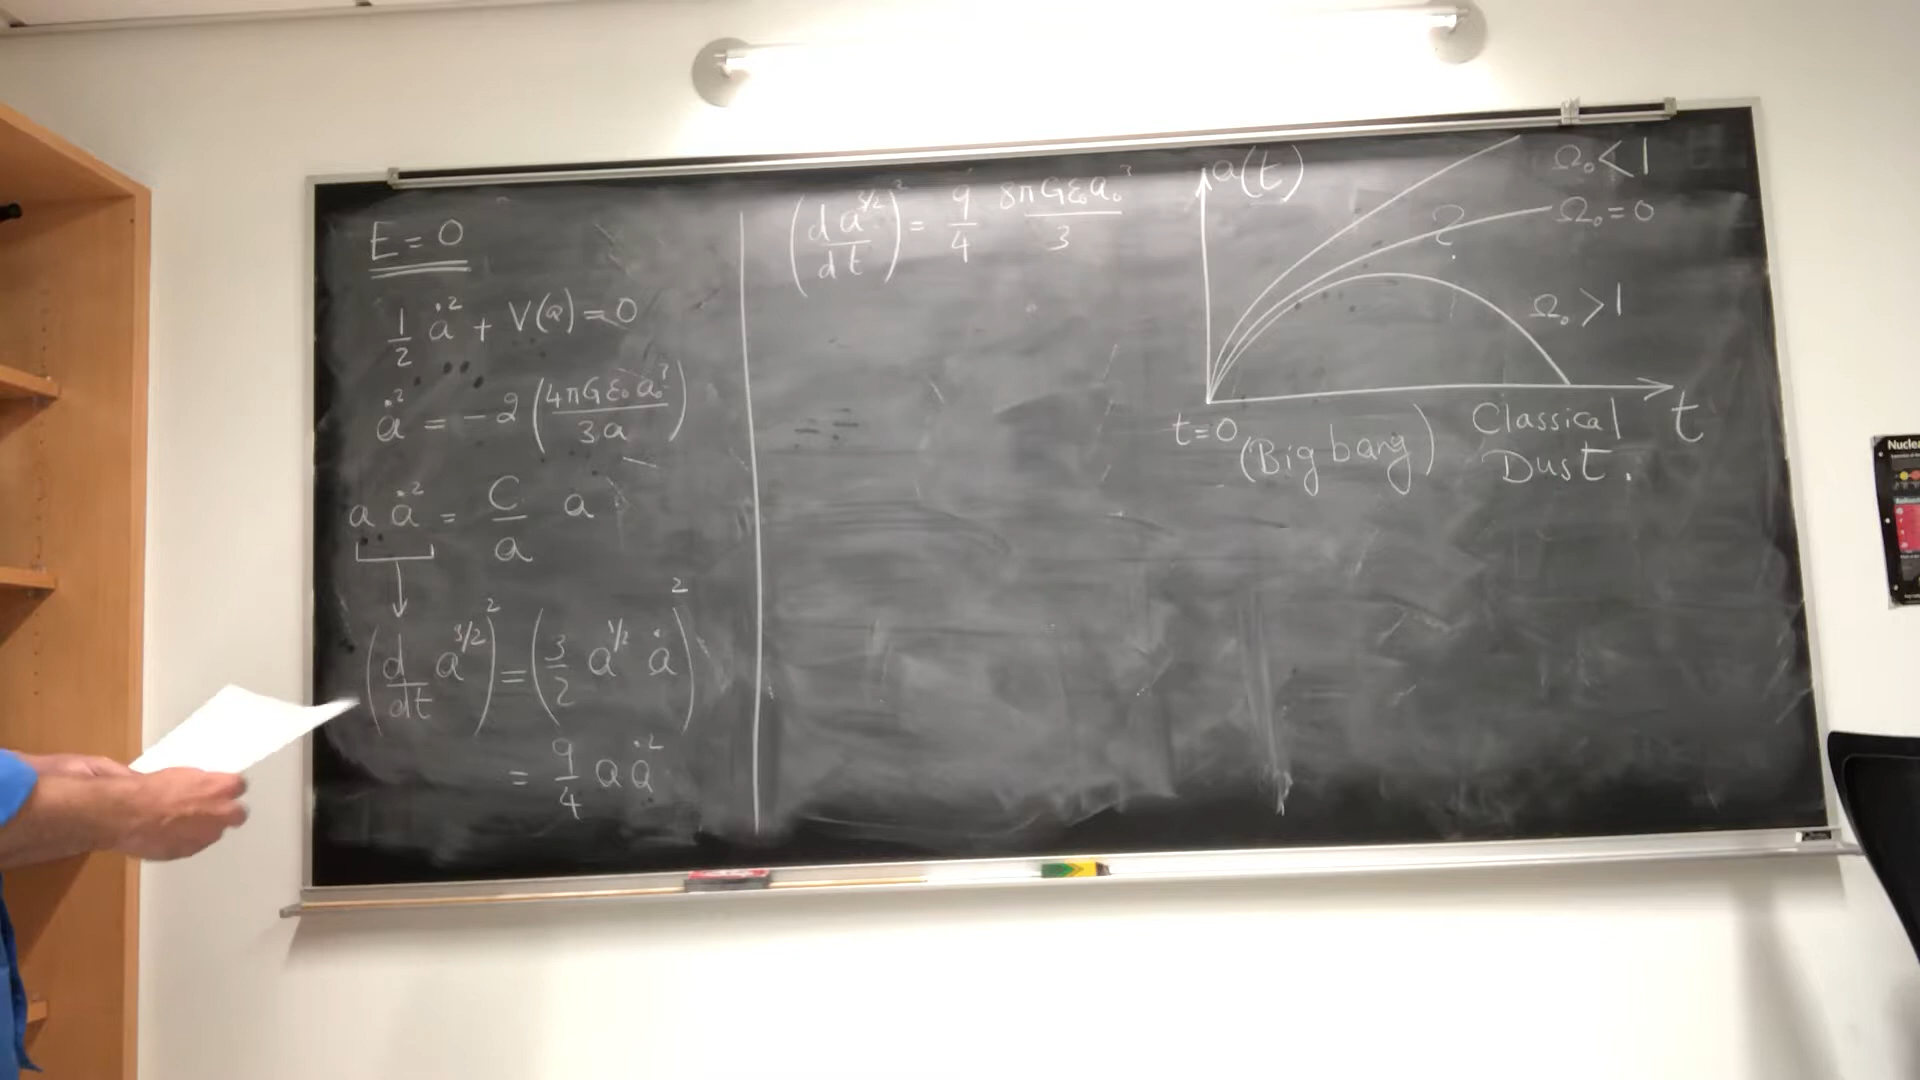 E = 0
1/2 ȧ² + V(a) = 0
ȧ² = -2 (4πGε₀a₀³ / 3a)
a ȧ² = C/a a
(d/dt a^3/2)² = (3/2 a^1/2 ȧ)²
= 9/4 a ȧ²
(d a^3/2 / dt)² = 9/4 8πGε₀a₀³ / 3
a(t)
Ω₀ < 1
Ω₀ = 0
?
Ω₀ > 1
t
t=0
(Big bang)
Classical
Dust.
Nuclea